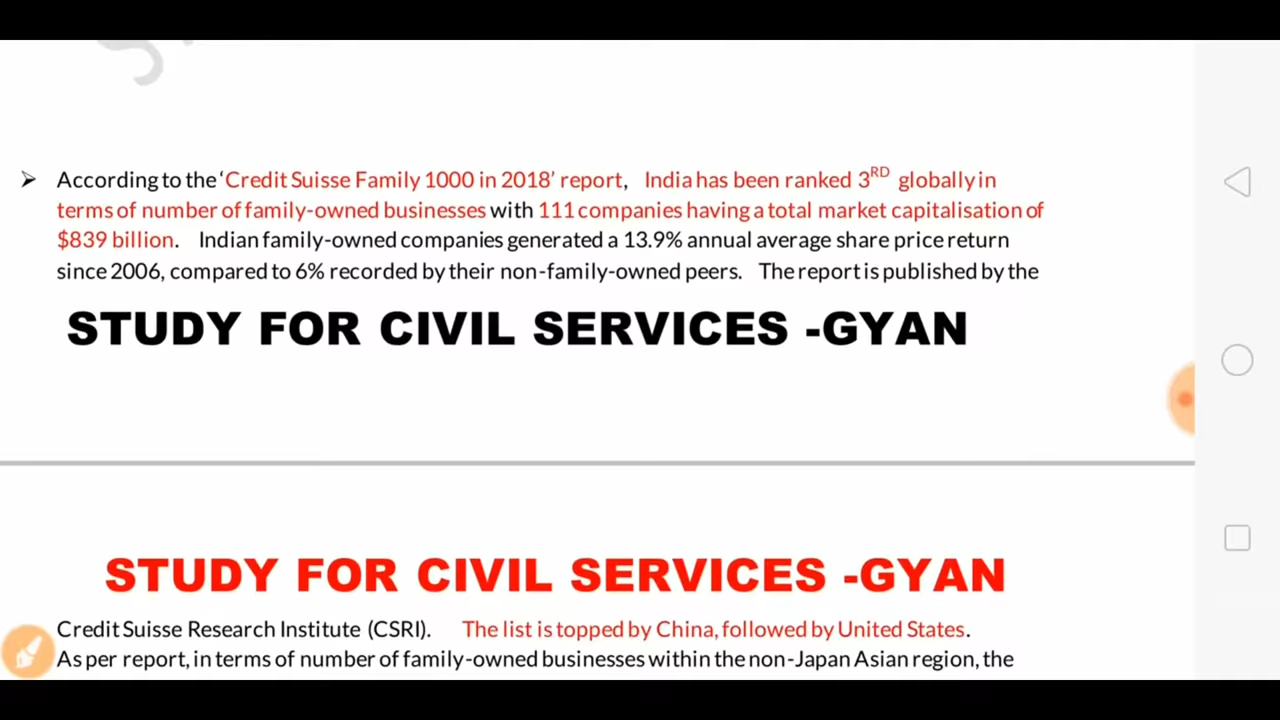 According to the 'Credit Suisse Family 1000 in 2018' report, India has been ranked 3RD globally in
terms of number of family-owned businesses with 111 companies having a total market capitalisation of
$839 billion. Indian family-owned companies generated a 13.9% annual average share price return
since 2006, compared to 6% recorded by their non-family-owned peers. The report is published by the
STUDY FOR CIVIL SERVICES -GYAN
STUDY FOR CIVIL SERVICES -GYAN
Credit Suisse Research Institute (CSRI). The list is topped by China, followed by United States.
As per report, in terms of number of family-owned businesses within the non-Japan Asian region, the